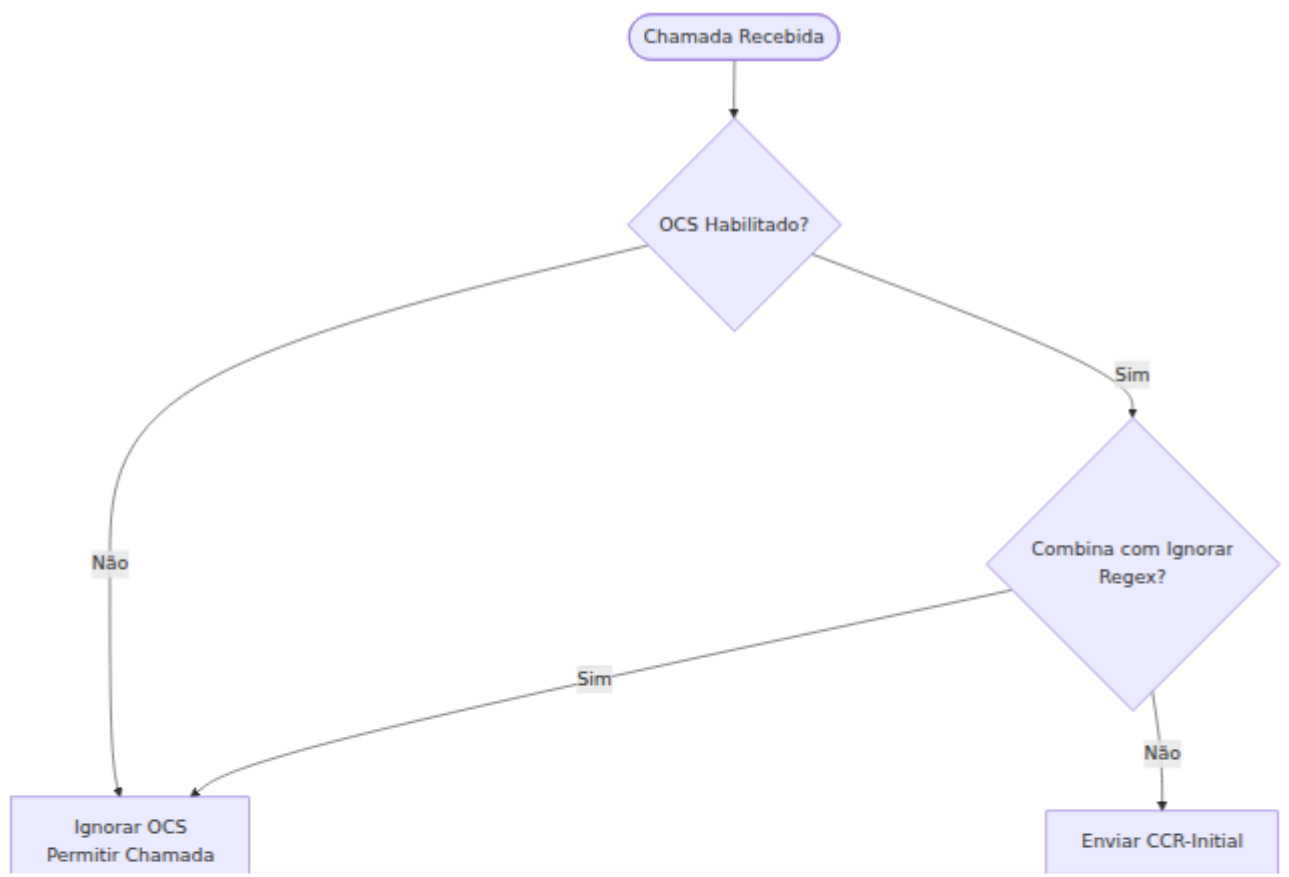 Chamada Recebida
OCS Habilitado?
Sim
Não
Combina com Ignorar
Regex?
Sim
Não
Ignorar OCS
Permitir Chamada
Enviar CCR-Initial